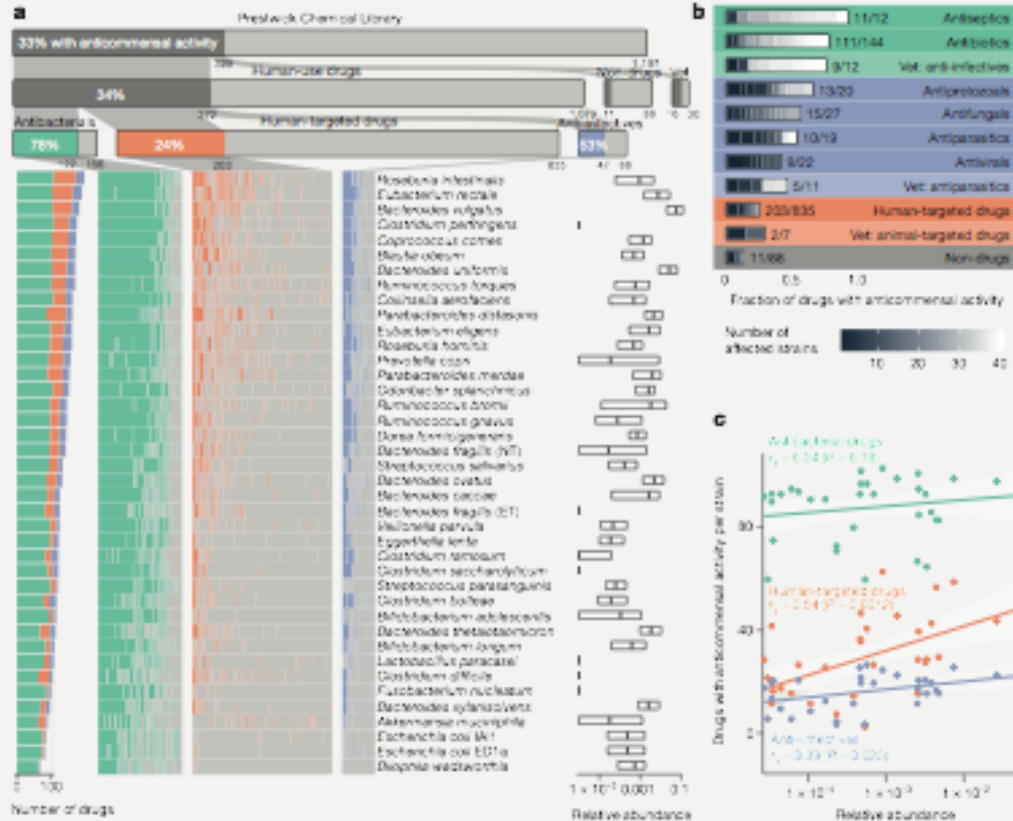 a
Prestwick Chemical Library
33% with anticommensal activity
Human-use drugs
34%
Human-targeted drugs
78%
24%
53%
203
835
Roseburia intestinalis
Eubacterium rectale
Bacteroides vulgatus
Clostridium perfringens
Coprococcus comes
Blautia obeum
Bacteroides uniformis
Ruminococcus torques
Collinsella aerofaciens
Parabacteroides distasonis
Eubacterium eligens
Roseburia hominis
Prevotella copri
Parabacteroides merdae
Odoribacter splanchnicus
Ruminococcus bromii
Ruminococcus gnavus
Dorea formicigenerans
Bacteroides fragilis (NT)
Streptococcus salivarius
Bacteroides ovatus
Bacteroides caccae
Bacteroides fragilis (ET)
Veillonella parvula
Eggerthella lenta
Clostridium ramosum
Clostridium saccharolyticum
Streptococcus parasanguinis
Clostridium bolteae
Bifidobacterium adolescentis
Bacteroides thetaiotaomicron
Bifidobacterium longum
Lactobacillus paracasei
Clostridium difficile
Fusobacterium nucleatum
Bacteroides xylanisolvens
Akkermansia muciniphila
Escherichia coli IAI1
Escherichia coli ED1a
Bilophila wadsworthia
100
Number of drugs
0.001 0.1
Relative abundance
b
11/12 Antiseptics
111/144 Antibiotics
9/12 Vet: anti-infectives
13/20 Antiprotozoals
15/27 Antifungals
10/19 Antiparasitics
9/22 Antivirals
5/11 Vet: antiparasitics
203/835 Human-targeted drugs
2/7 Vet: animal-targeted drugs
11/88 Non-drugs
0 0.5 1.0
Fraction of drugs with anticommensal activity
Number of
affected strains
10 20 30 40
c
Antibacterial drugs
Human-targeted drugs
Drugs with anticommensal activity per strain
80
40
0
Relative abundance